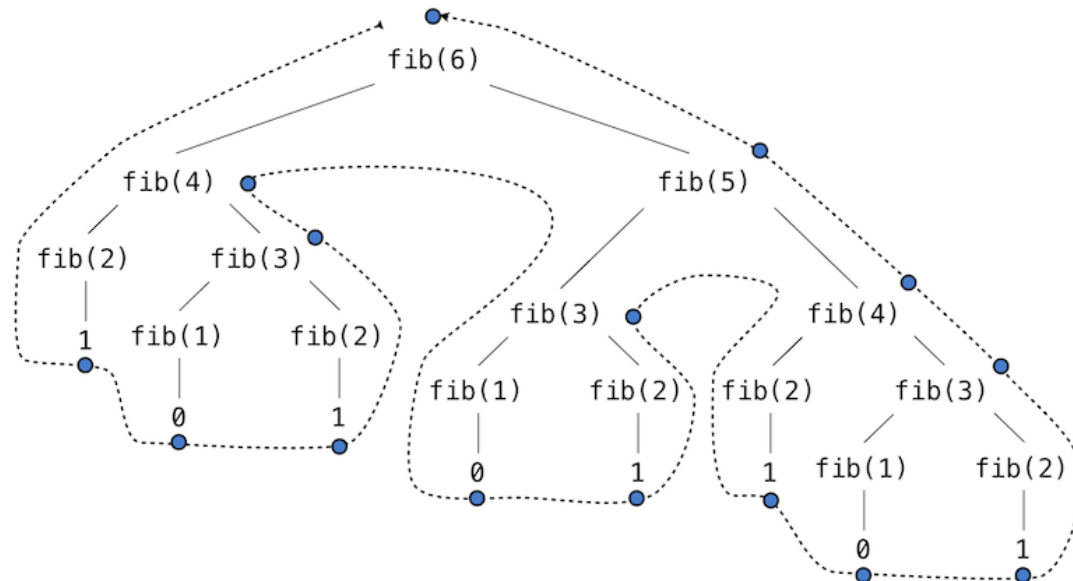 fib(6)
fib(4) fib(5)
fib(2) fib(3) fib(3) fib(4)
1 fib(1) fib(2) fib(1) fib(2) fib(2) fib(3)
0 1 0 1 1 fib(1) fib(2)
0 1